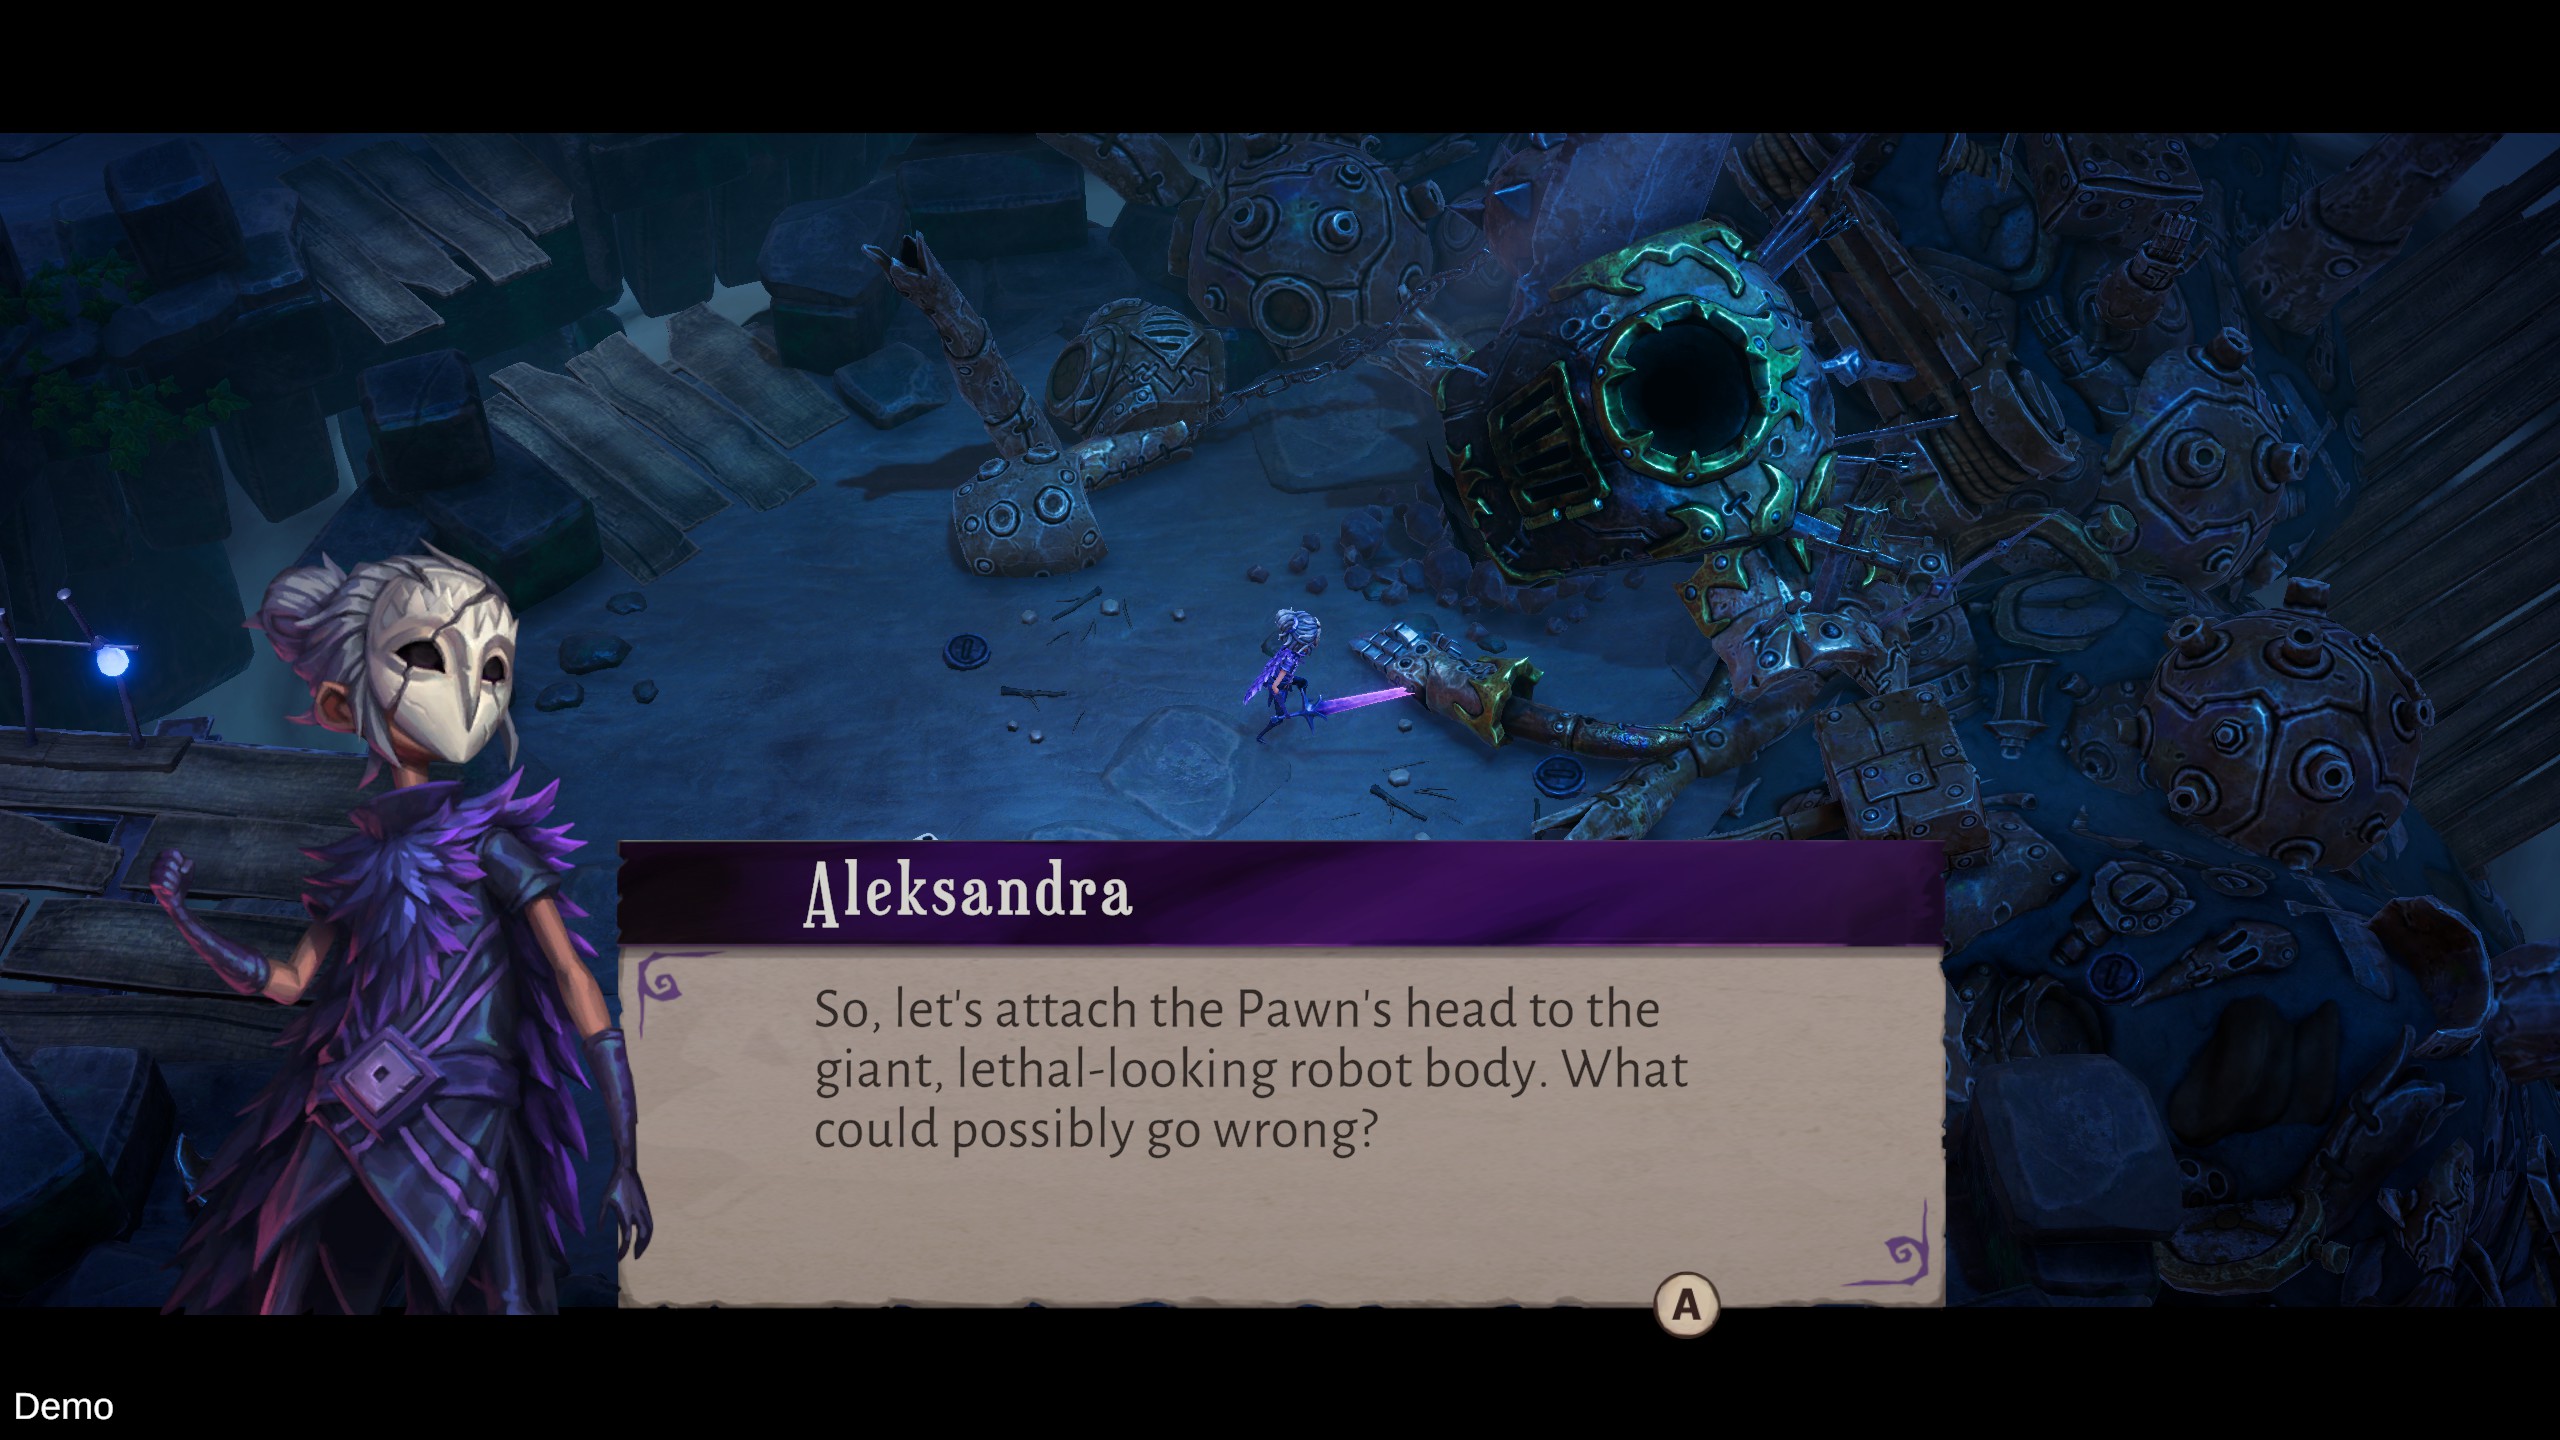 Aleksandra
So, let's attach the Pawn's head to the
giant, lethal-looking robot body. What
could possibly go wrong?
A
Demo